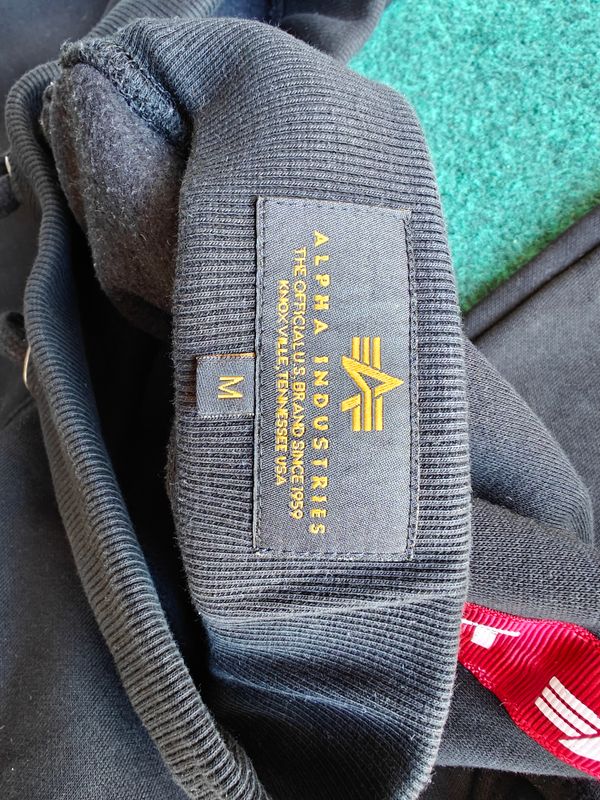 ALPHA INDUSTRIES
THE OFFICIAL U.S. BRAND SINCE 1959
KNOXVILLE, TENNESSEE USA
M